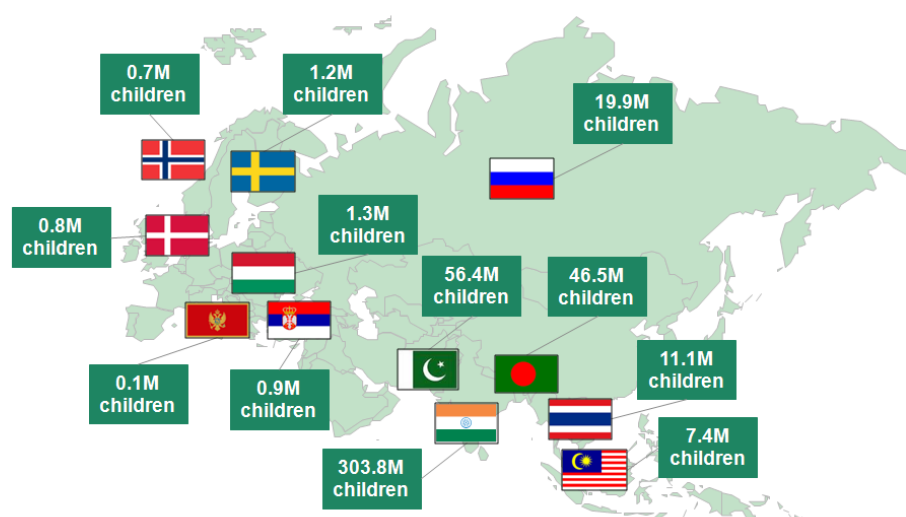 0.7M
children
1.2M
children
19.9M
children
0.8M
children
1.3M
children
56.4M
children
46.5M
children
0.1M
children
0.9M
children
11.1M
children
303.8M
children
7.4M
children